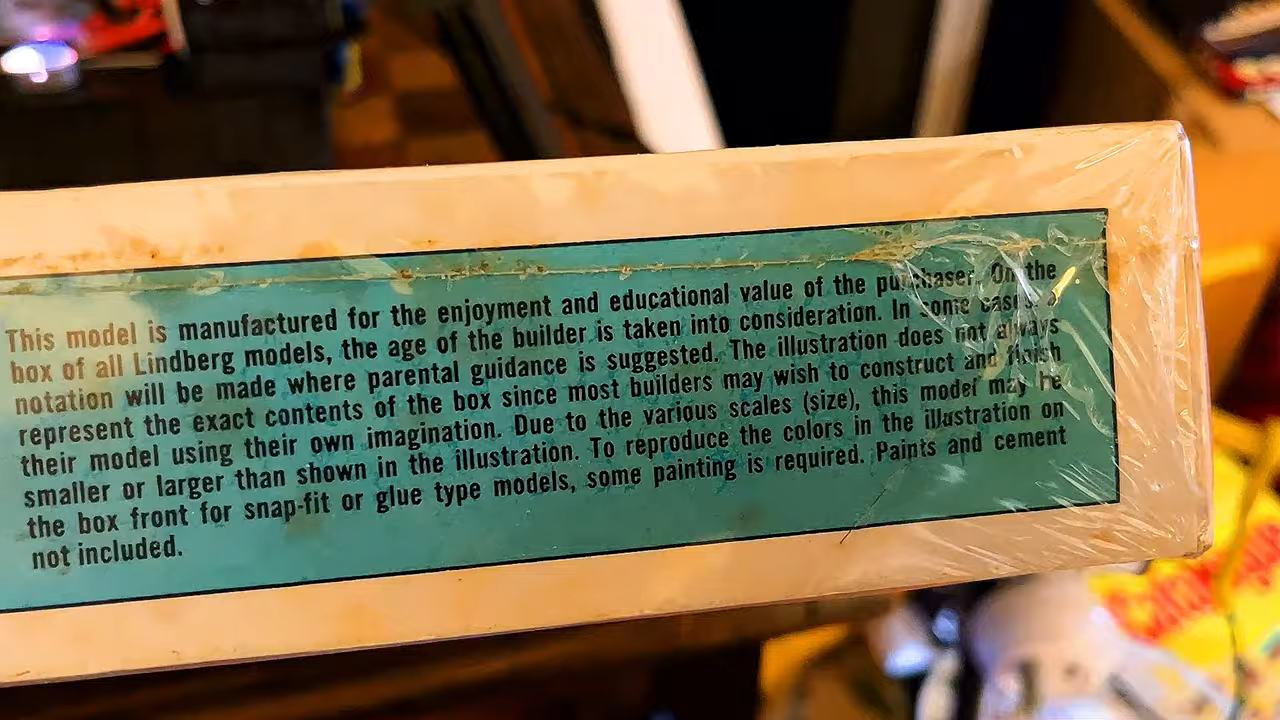 This model is manufactured for the enjoyment and educational value of the purchaser. On the
box of all Lindberg models, the age of the builder is taken into consideration. In some cases a
notation will be made where parental guidance is suggested. The illustration does not always
represent the exact contents of the box since most builders may wish to construct and finish
their model using their own imagination. Due to the various scales (size), this model may be
smaller or larger than shown in the illustration. To reproduce the colors in the illustration on
the box front for snap-fit or glue type models, some painting is required. Paints and cement
not included.